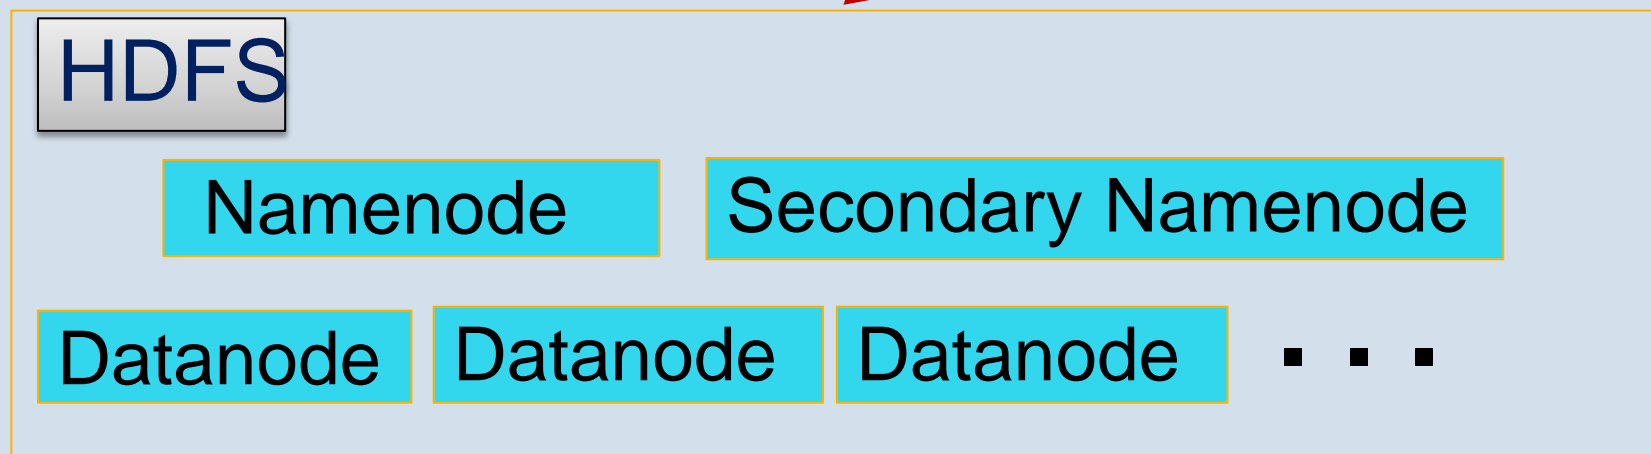 HDFS
Namenode Secondary Namenode
Datanode Datanode Datanode . . .